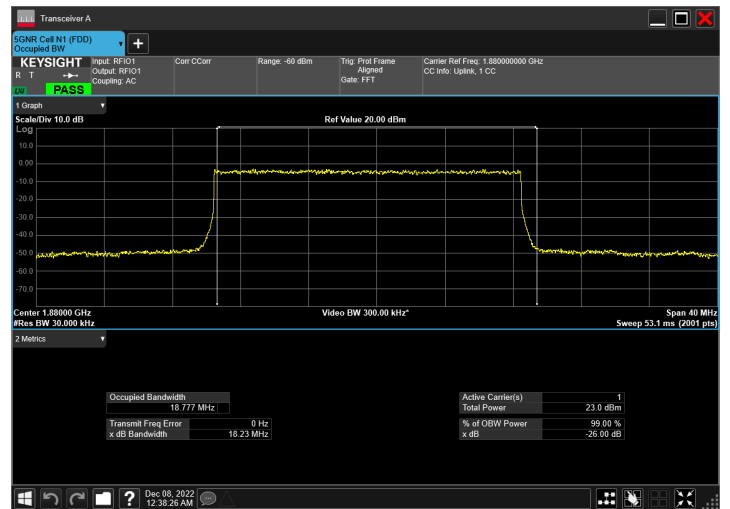 Transceiver A
5GNR Cell N1 (FDD)
Occupied BW
KEYSIGHT
R T
LNI
PASS
Input: RFIO1
Output: RFIO1
Coupling: AC
Corr CCorr
Range: -60 dBm
Trig: Prot Frame
Aligned
Gate: FFT
Carrier Ref Freq: 1.880000000 GHz
CC Info: Uplink, 1 CC
1 Graph
Scale/Div 10.0 dB
Ref Value 20.00 dBm
Log
10.0
0.00
-10.0
-20.0
-30.0
-40.0
-50.0
-60.0
-70.0
Center 1.88000 GHz
Video BW 300.00 kHz*
Span 40 MHz
#Res BW 30.000 kHz
Sweep 53.1 ms (2001 pts)
2 Metrics
Occupied Bandwidth
18.777 MHz
Transmit Freq Error 0 Hz
x dB Bandwidth 18.23 MHz
Active Carrier(s) 1
Total Power 23.0 dBm
% of OBW Power 99.00 %
x dB -26.00 dB
Dec 08, 2022
12:38:26 AM